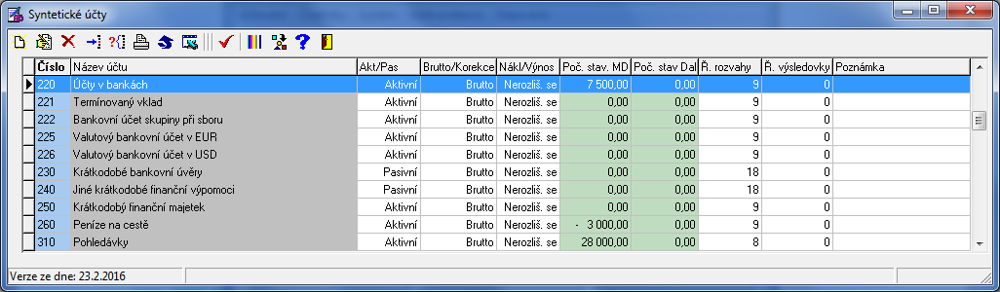 Syntetické účty
Číslo Název účtu Akt/Pas Brutto/Korekce Nákl/Výnos Poč. stav. MD Poč. stav Dal Ř. rozvahy Ř. výsledovky Poznámka
220 Účty v bankách Aktivní Brutto Nerozliš. se 7 500,00 0,00 9 0
221 Termínovaný vklad Aktivní Brutto Nerozliš. se 0,00 0,00 9 0
222 Bankovní účet skupiny při sboru Aktivní Brutto Nerozliš. se 0,00 0,00 9 0
225 Valutový bankovní účet v EUR Aktivní Brutto Nerozliš. se 0,00 0,00 9 0
226 Valutový bankovní účet v USD Aktivní Brutto Nerozliš. se 0,00 0,00 9 0
230 Krátkodobé bankovní úvěry Pasivní Brutto Nerozliš. se 0,00 0,00 18 0
240 Jiné krátkodobé finanční výpomoci Pasivní Brutto Nerozliš. se 0,00 0,00 18 0
250 Krátkodobý finanční majetek Aktivní Brutto Nerozliš. se 0,00 0,00 9 0
260 Peníze na cestě Aktivní Brutto Nerozliš. se - 3 000,00 0,00 9 0
310 Pohledávky Aktivní Brutto Nerozliš. se 28 000,00 0,00 8 0
Verze ze dne: 23.2.2016